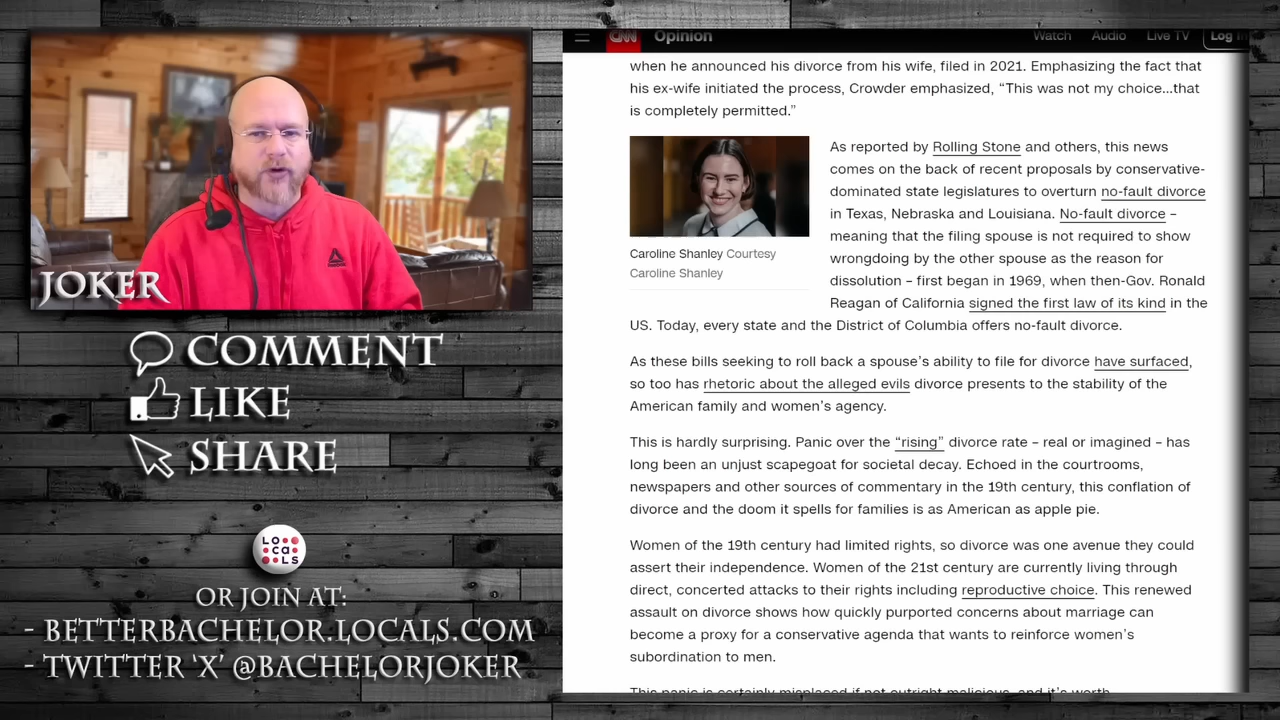 JOKER
COMMENT
LIKE
SHARE
LO
ca
LS
OR JOIN AT:
- BETTERBACHELOR.LOCALS.COM
- TWITTER 'X' @BACHELORJOKER
CNN Opinion Watch Audio Live TV Log In
when he announced his divorce from his wife, filed in 2021. Emphasizing the fact that
his ex-wife initiated the process, Crowder emphasized, “This was not my choice...that
is completely permitted.”
As reported by Rolling Stone and others, this news
comes on the back of recent proposals by conservative-
dominated state legislatures to overturn no-fault divorce
in Texas, Nebraska and Louisiana. No-fault divorce –
meaning that the filing spouse is not required to show
wrongdoing by the other spouse as the reason for
dissolution – first began in 1969, when then-Gov. Ronald
Reagan of California signed the first law of its kind in the
Caroline Shanley Courtesy
Caroline Shanley
US. Today, every state and the District of Columbia offers no-fault divorce.
As these bills seeking to roll back a spouse’s ability to file for divorce have surfaced,
so too has rhetoric about the alleged evils divorce presents to the stability of the
American family and women’s agency.
This is hardly surprising. Panic over the “rising” divorce rate – real or imagined – has
long been an unjust scapegoat for societal decay. Echoed in the courtrooms,
newspapers and other sources of commentary in the 19th century, this conflation of
divorce and the doom it spells for families is as American as apple pie.
Women of the 19th century had limited rights, so divorce was one avenue they could
assert their independence. Women of the 21st century are currently living through
direct, concerted attacks to their rights including reproductive choice. This renewed
assault on divorce shows how quickly purported concerns about marriage can
become a proxy for a conservative agenda that wants to reinforce women’s
subordination to men.
This panic is certainly misplaced if not outright malicious, and it’s worth